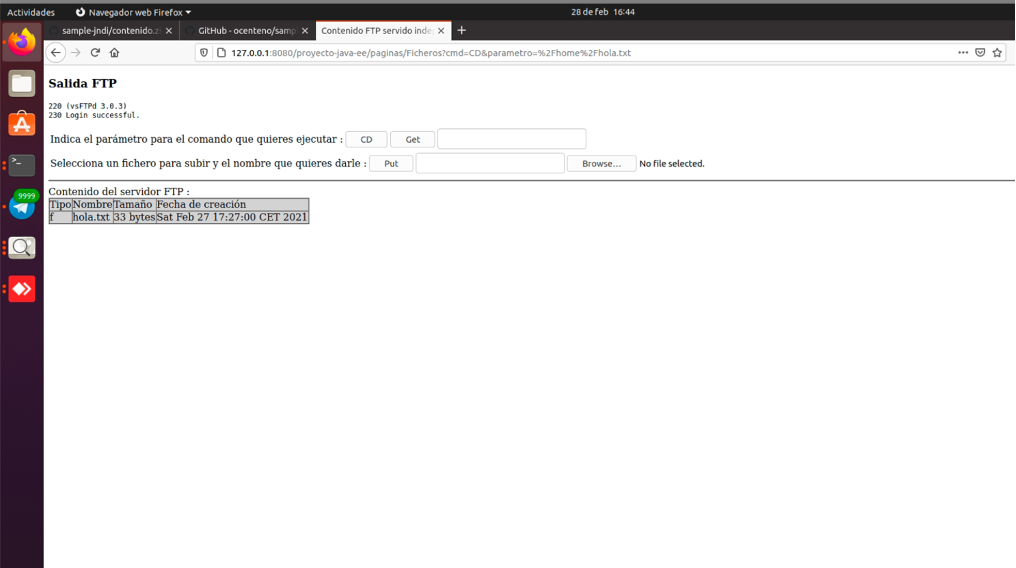 Actividades
Navegador web Firefox
28 de feb 16:44
sample-jndi/contenido.z
GitHub - ocenteno/samp
Contenido FTP servido inde
127.0.0.1:8080/proyecto-java-ee/paginas/Ficheros?cmd=CD&parametro=%2Fhome%2Fhola.txt
Salida FTP
220 (vsFTPd 3.0.3)
230 Login successful.
Indica el parámetro para el comando que quieres ejecutar : CD Get
Selecciona un fichero para subir y el nombre que quieres darle : Put Browse... No file selected.
Contenido del servidor FTP :
Tipo Nombre Tamaño Fecha de creación
f hola.txt 33 bytes Sat Feb 27 17:27:00 CET 2021
9999